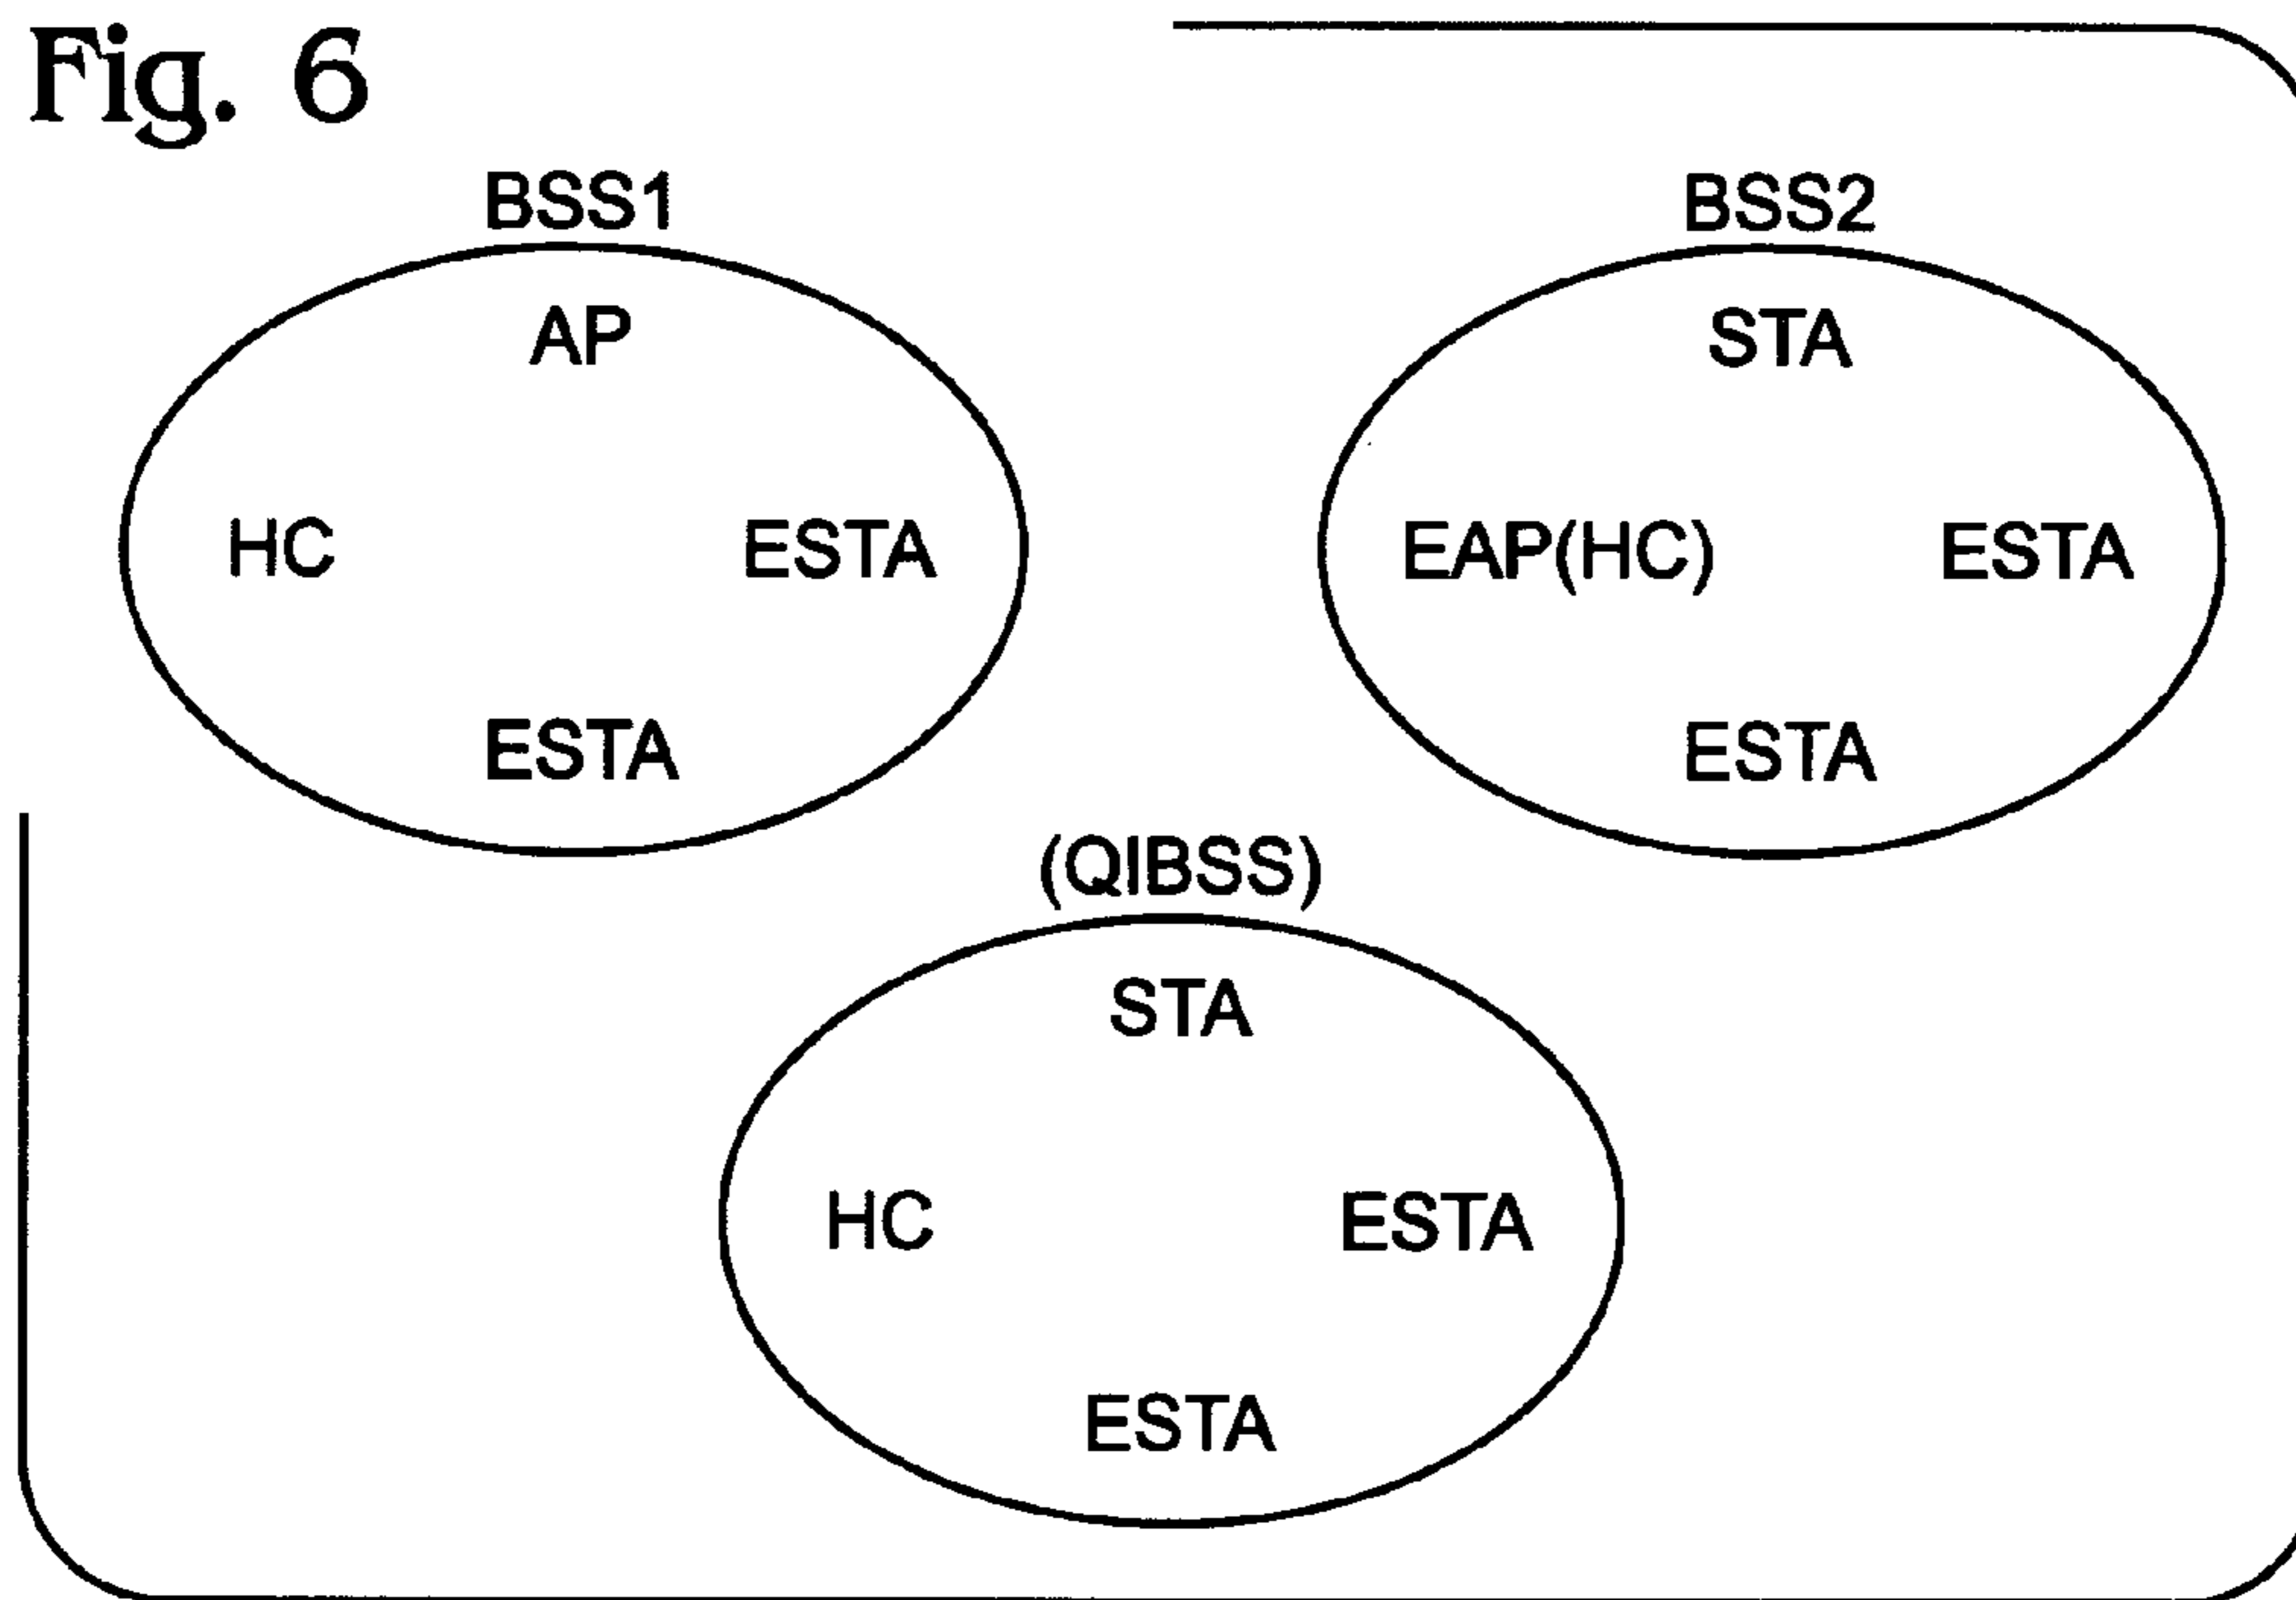 Fig. 6
BSS1
AP
HC
ESTA
ESTA
BSS2
STA
EAP(HC)
ESTA
ESTA
(QIBSS)
STA
HC
ESTA
ESTA